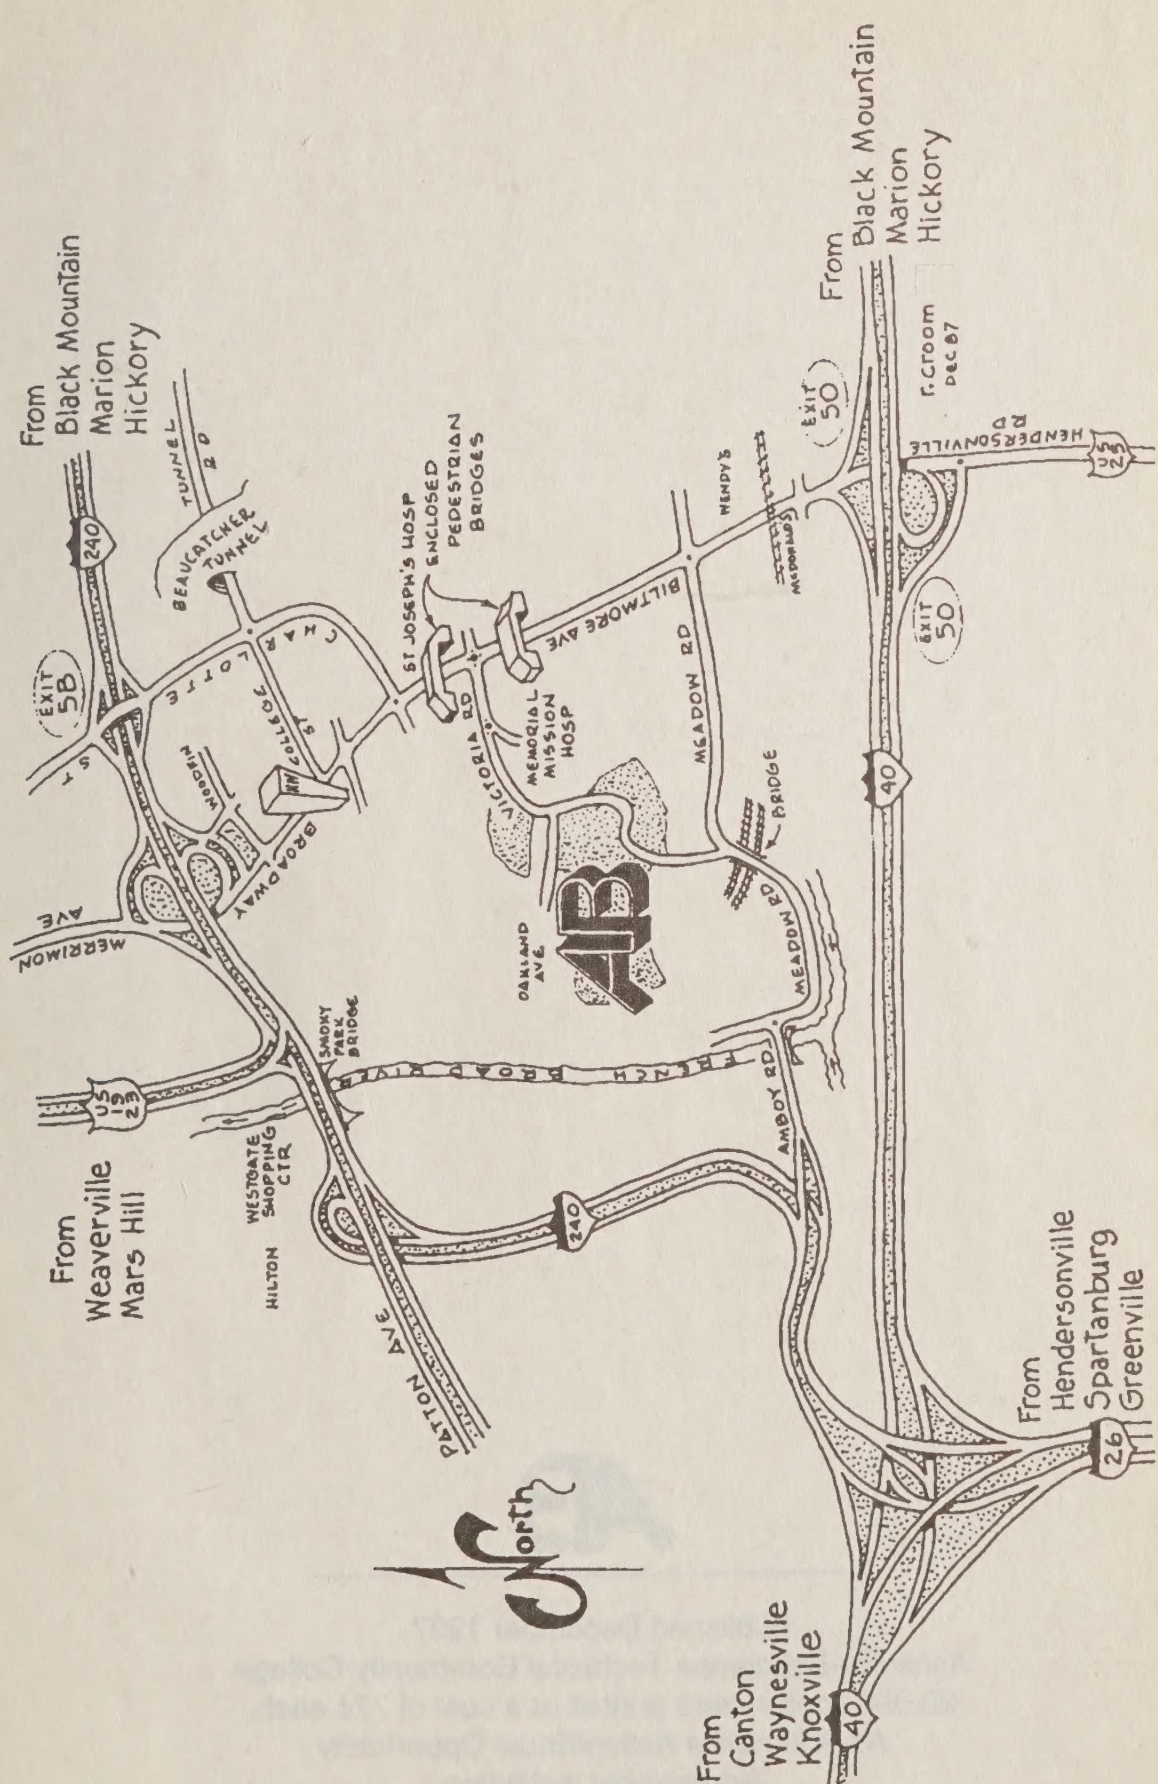 From
Black Mountain
Marion
Hickory
240
EXIT
5B
TUNNEL
RD
BEAUCATCHER
TUNNEL
CHARLOTTE
ST
COLLEGE
ST
WOODFIN
BROADWAY
MERRIMON
AVE
US
19
23
From
Weaverville
Mars Hill
SMOKY
PARK
BRIDGE
WESTGATE
SHOPPING
CTR
HILTON
PATTON AVE
240
FRENCH BROAD RIVER
ST JOSEPH'S HOSP
ENCLOSED
PEDESTRIAN
BRIDGES
VICTORIA RD
MEMORIAL
MISSION
HOSP
OAKLAND
AVE
AB
BILTMORE AVE
MEADOW RD
BRIDGE
MEADOW RD
AMBOY RD
WENDY'S
MCDONALDS
EXIT
50
From
Black Mountain
Marion
Hickory
r. Croom
DEC 87
HENDERSONVILLE
RD
US
25
EXIT
50
40
From
Hendersonville
Spartanburg
Greenville
26
North
From
Canton
Waynesville
Knoxville
40